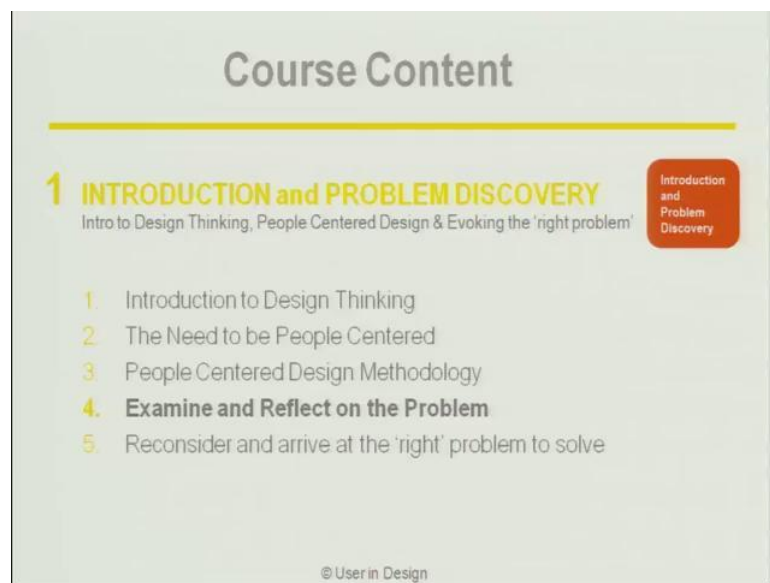 Course Content
1 INTRODUCTION and PROBLEM DISCOVERY
Intro to Design Thinking, People Centered Design & Evoking the 'right problem'
Introduction
and
Problem
Discovery
1. Introduction to Design Thinking
2. The Need to be People Centered
3. People Centered Design Methodology
4. Examine and Reflect on the Problem
5. Reconsider and arrive at the 'right' problem to solve
© User in Design